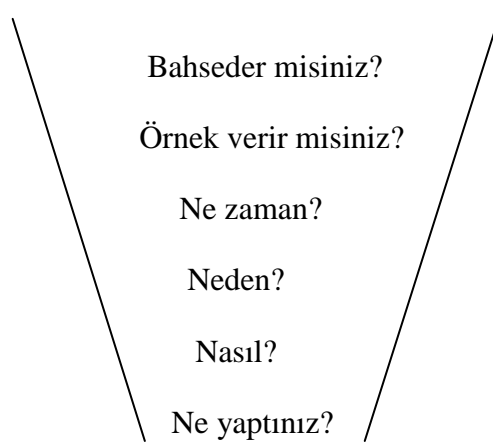 Bahseder misiniz?
Örnek verir misiniz?
Ne zaman?
Neden?
Nasıl?
Ne yaptınız?